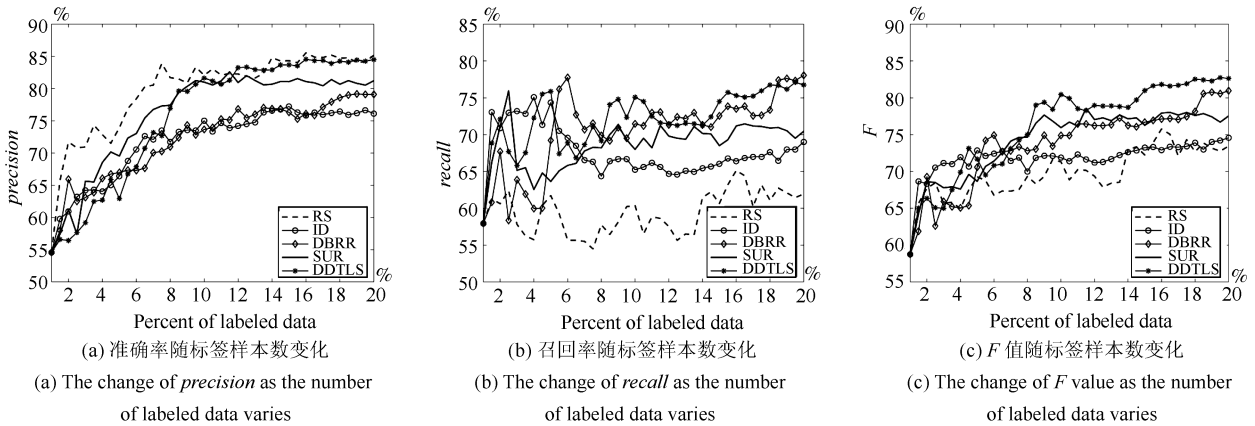 %
90
85
80
75
70
65
60
55
50
precision
RS
ID
DBRR
SUR
DDTLS
%
2 4 6 8 10 12 14 16 18 20
Percent of labeled data
(a) 准确率随标签样本数变化
(a) The change of precision as the number
of labeled data varies
%
85
80
75
70
65
60
55
50
recall
RS
ID
DBRR
SUR
DDTLS
%
2 4 6 8 10 12 14 16 18 20
Percent of labeled data
(b) 召回率随标签样本数变化
(b) The change of recall as the number
of labeled data varies
%
90
85
80
75
70
65
60
55
F
RS
ID
DBRR
SUR
DDTLS
%
2 4 6 8 10 12 14 16 18 20
Percent of labeled data
(c) F 值随标签样本数变化
(c) The change of F value as the number
of labeled data varies